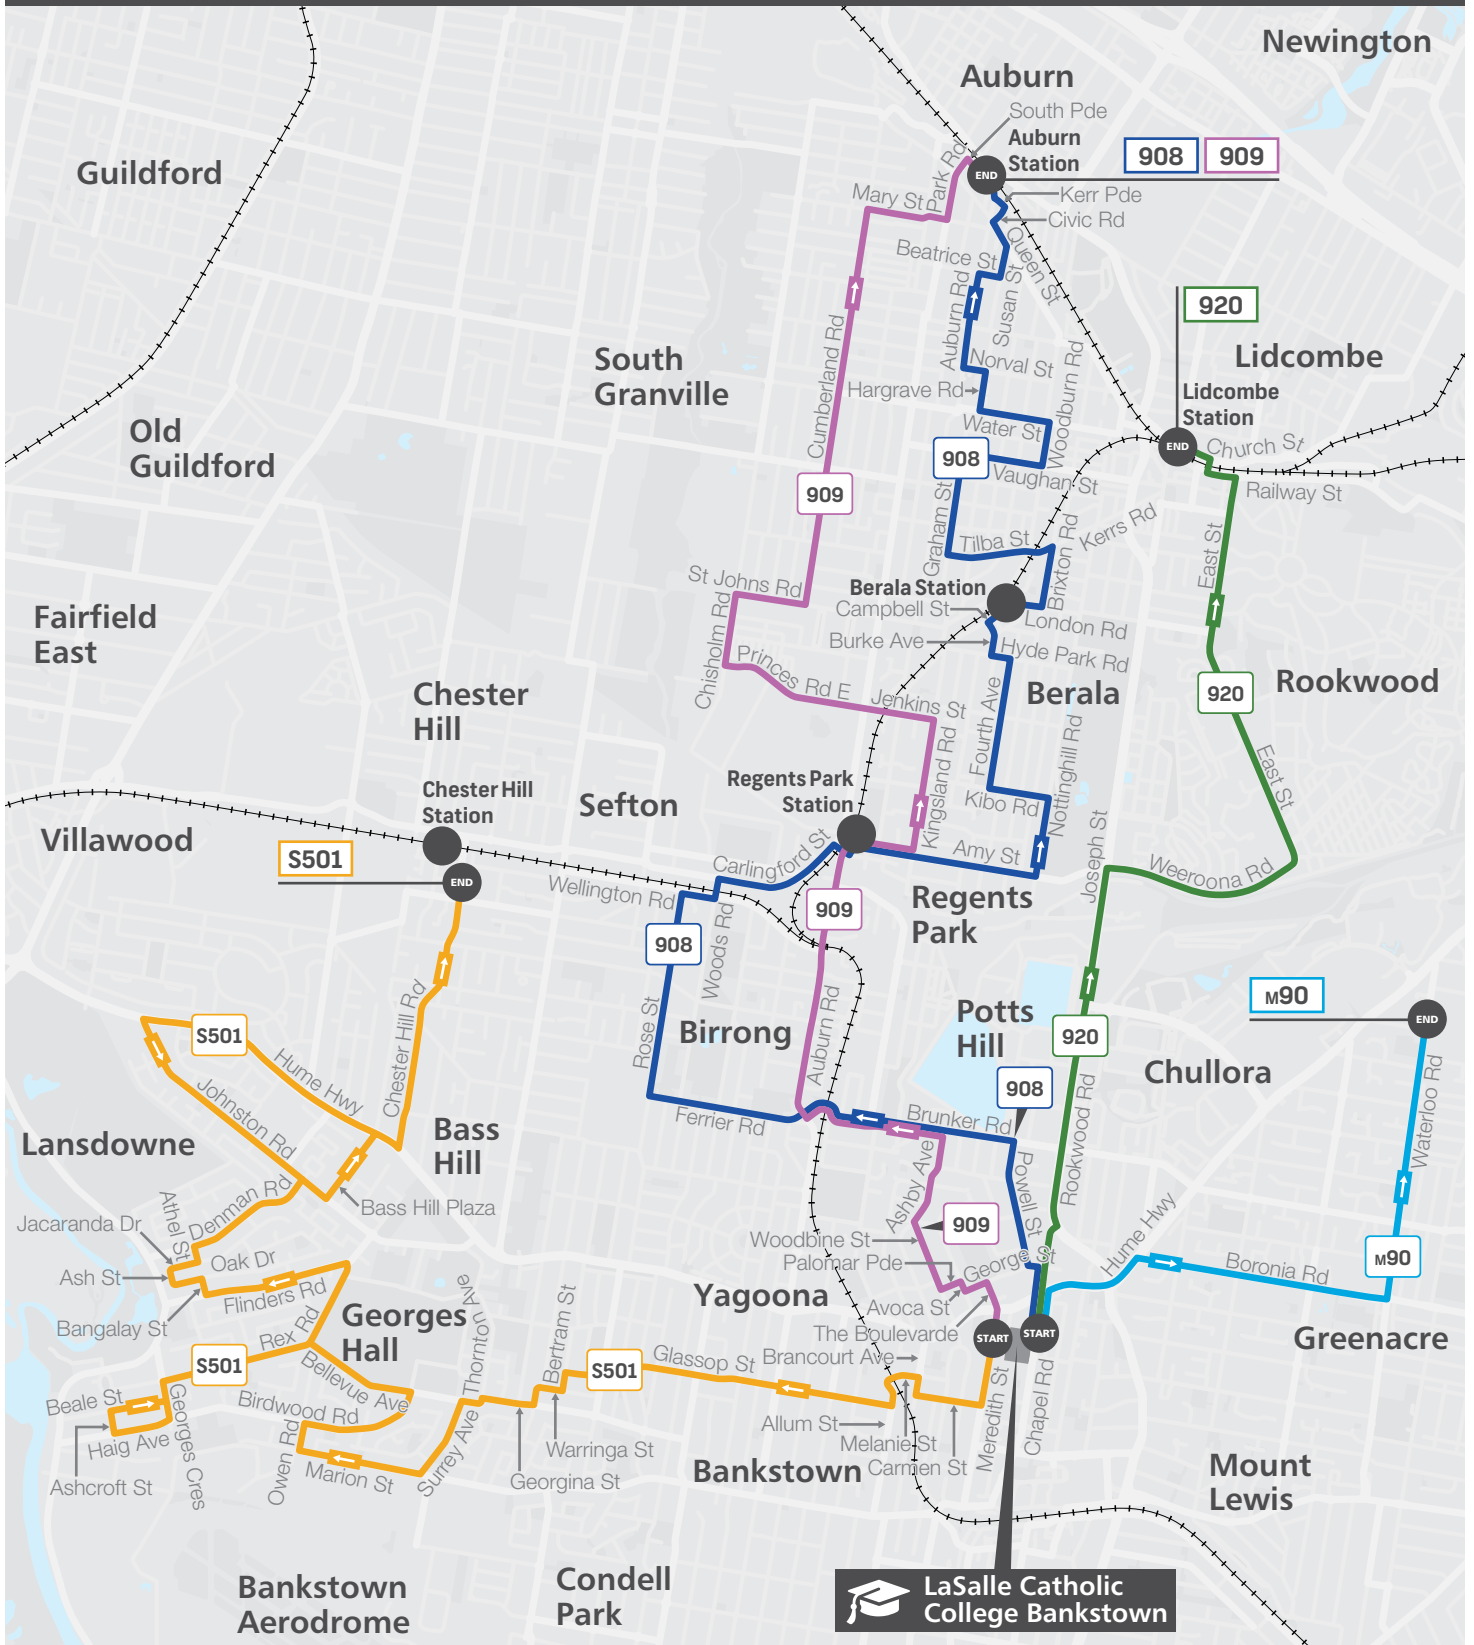 Newington
Auburn
South Pde
Auburn
Station
908
909
END
Guildford
Park Rd
Mary St
Kerr Pde
Civic Rd
Queen St
Beatrice St
Susan St
Auburn Rd
920
Cumberland Rd
South
Granville
Norval St
Hargrave Rd
Woodburn Rd
Lidcombe
Lidcombe
Station
END
Church St
Water St
Old
Guildford
908
Vaughan St
909
Railway St
Graham St
Tilba St
Kerrs Rd
Brixton Rd
East St
St Johns Rd
Berala Station
Campbell St
London Rd
Burke Ave
Hyde Park Rd
Fairfield
East
Chisholm Rd
Princes Rd E
Jenkins St
Berala
920
Rookwood
Chester
Hill
Fourth Ave
Kingsland Rd
Nottinghill Rd
East St
Regents Park
Station
Kibo Rd
Chester Hill
Station
Sefton
Villawood
S501
END
Carlingford St
Amy St
Joseph St
Weeroona Rd
Wellington Rd
Regents
Park
909
908
Woods Rd
M90
END
Potts
Hill
S501
Chester Hill Rd
Rose St
Birrong
Auburn Rd
920
Chullora
Hume Hwy
908
Johnston Rd
Ferrier Rd
Brunker Rd
Rookwood Rd
Waterloo Rd
Lansdowne
Bass
Hill
Powell St
Ashby Ave
Athel St
Denman Rd
Bass Hill Plaza
Jacaranda Dr
909
Woodbine St
Hume Hwy
Oak Dr
Ash St
Palomar Pde
George St
Boronia Rd
M90
Flinders Rd
Bangalay St
Yagoona
Avoca St
Georges
Hall
Thornton Ave
Bertram St
Rex Rd
The Boulevarde
START
START
Greenacre
S501
Bellevue Ave
S501
Glassop St
Brancourt Ave
Beale St
Birdwood Rd
Georges Cres
Haig Ave
Owen Rd
Surrey Ave
Allum St
Melanie St
Meredith St
Chapel Rd
Warringa St
Marion St
Georgina St
Bankstown
Carmen St
Ashcroft St
Mount
Lewis
Bankstown
Aerodrome
Condell
Park
LaSalle Catholic
College Bankstown